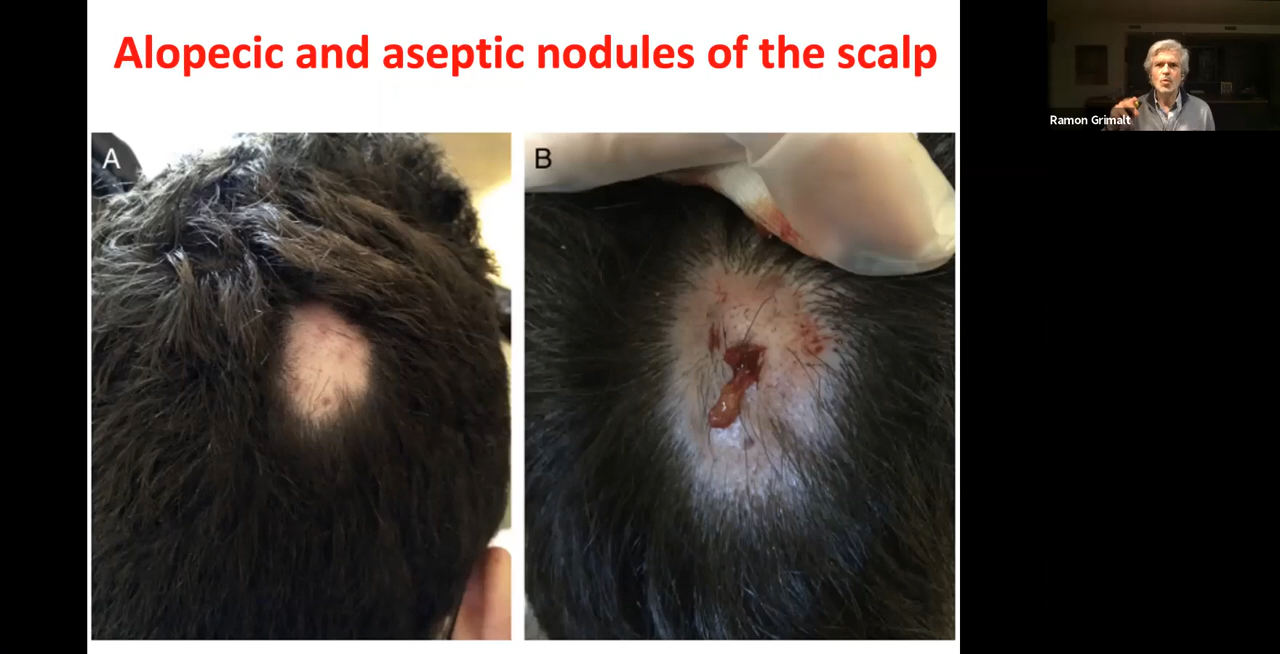 Alopecic and aseptic nodules of the scalp
A
B
Ramon Grimalt